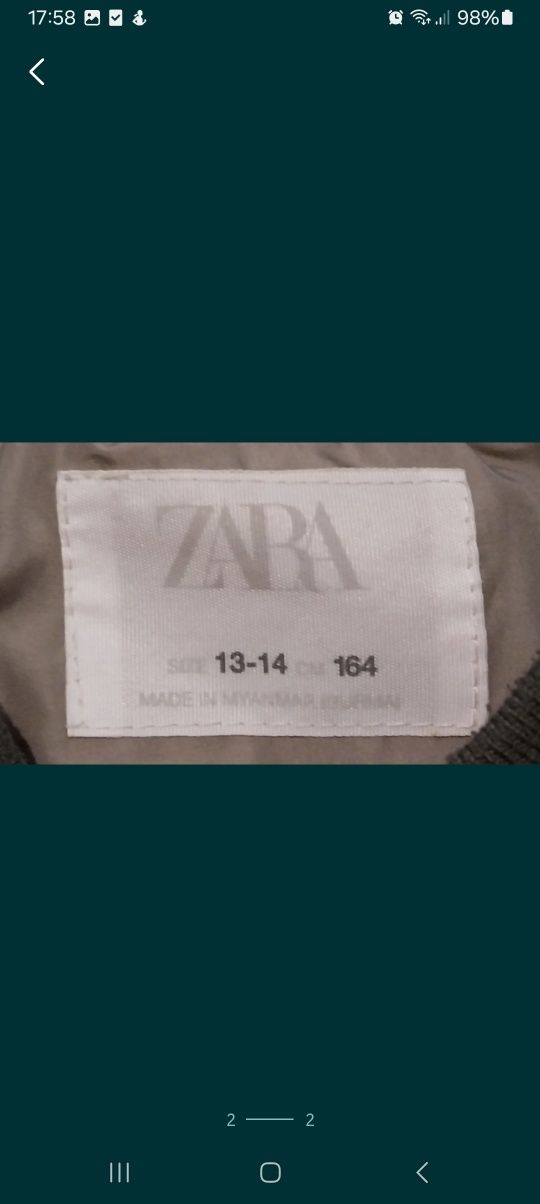 17:58
98%
ZARA
SIZE 13-14 CM 164
MADE IN MYANMAR (BURMA)
2 2